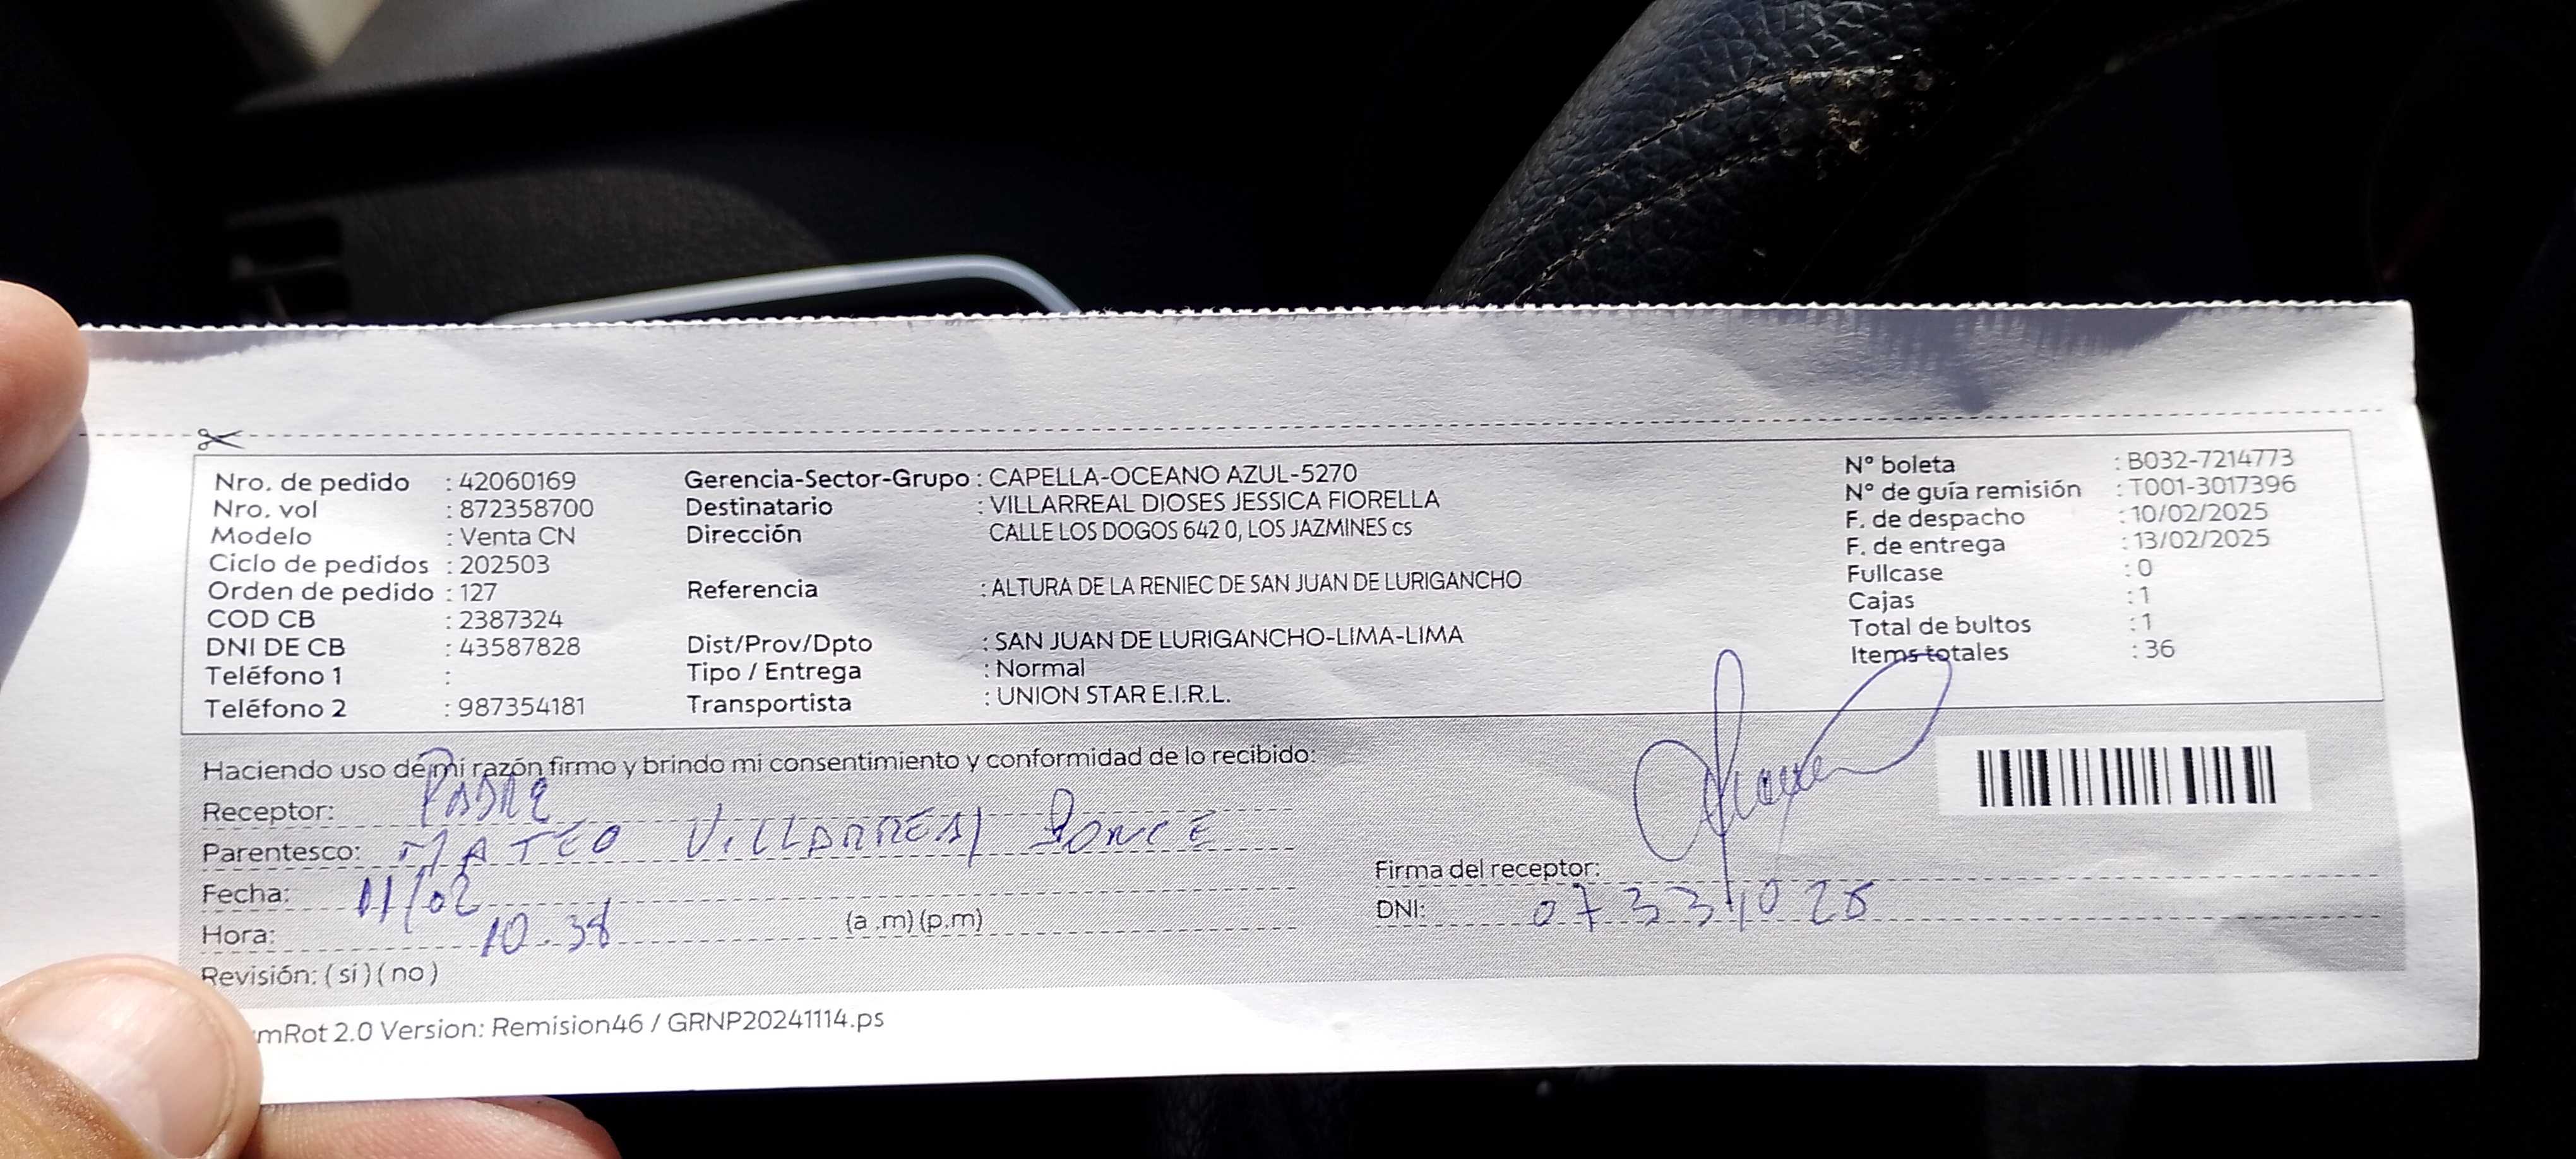 Nro. de pedido : 42060169
Nro. vol : 872358700
Modelo : Venta CN
Ciclo de pedidos : 202503
Orden de pedido : 127
COD CB : 2387324
DNI DE CB : 43587828
Teléfono 1 :
Teléfono 2 : 987354181
Gerencia-Sector-Grupo : CAPELLA-OCEANO AZUL-5270
Destinatario : VILLARREAL DIOSES JESSICA FIORELLA
Dirección CALLE LOS DOGOS 642 0, LOS JAZMINES cs
Referencia : ALTURA DE LA RENIEC DE SAN JUAN DE LURIGANCHO
Dist/Prov/Dpto : SAN JUAN DE LURIGANCHO-LIMA-LIMA
Tipo / Entrega : Normal
Transportista : UNION STAR E.I.R.L.
N° boleta : B032-7214773
N° de guía remisión : T001-3017396
F. de despacho : 10/02/2025
F. de entrega : 13/02/2025
Fullcase : 0
Cajas : 1
Total de bultos : 1
Items totales : 36
Haciendo uso de mi razón firmo y brindo mi consentimiento y conformidad de lo recibido:
Receptor: PADRE
Parentesco: MATEO VILLARREAL PONCE
Fecha: 11/02
Hora: 10.38 (a .m) (p.m)
Revisión: ( si ) ( no )
Firma del receptor:
DNI: 07331028
mRot 2.0 Version: Remision46 / GRNP20241114.ps